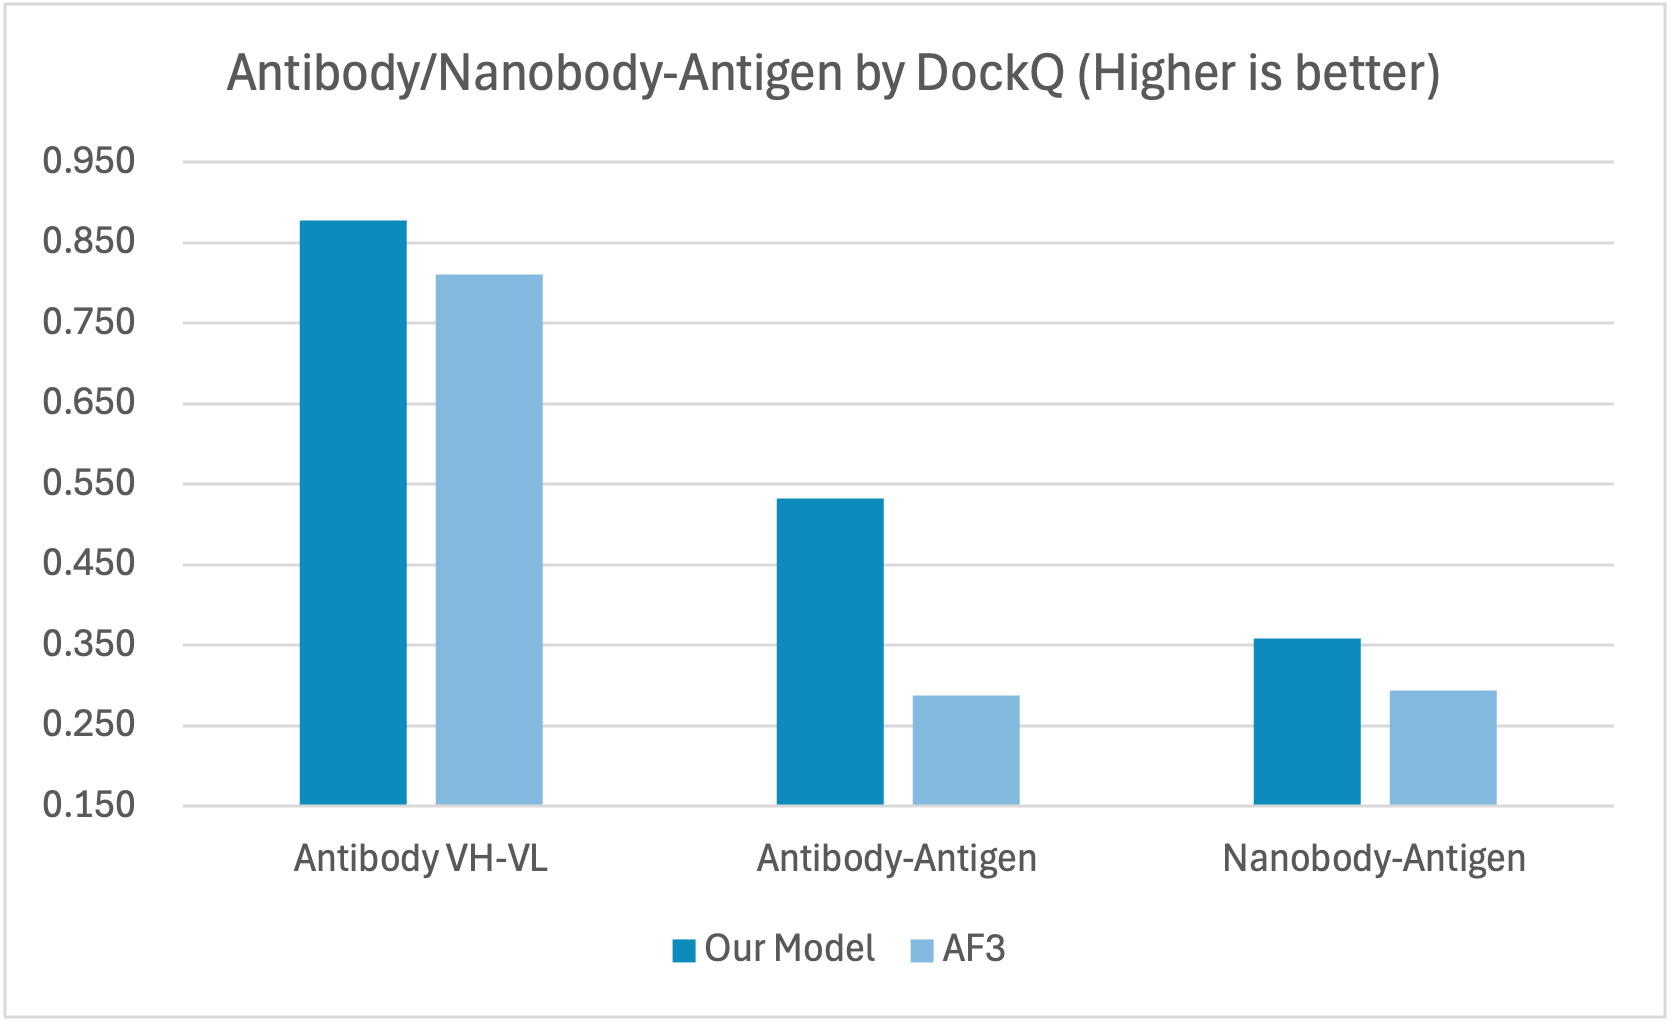 Antibody/Nanobody-Antigen by DockQ (Higher is better)
0.950
0.850
0.750
0.650
0.550
0.450
0.350
0.250
0.150
Antibody VH-VL
Antibody-Antigen
Nanobody-Antigen
Our Model
AF3